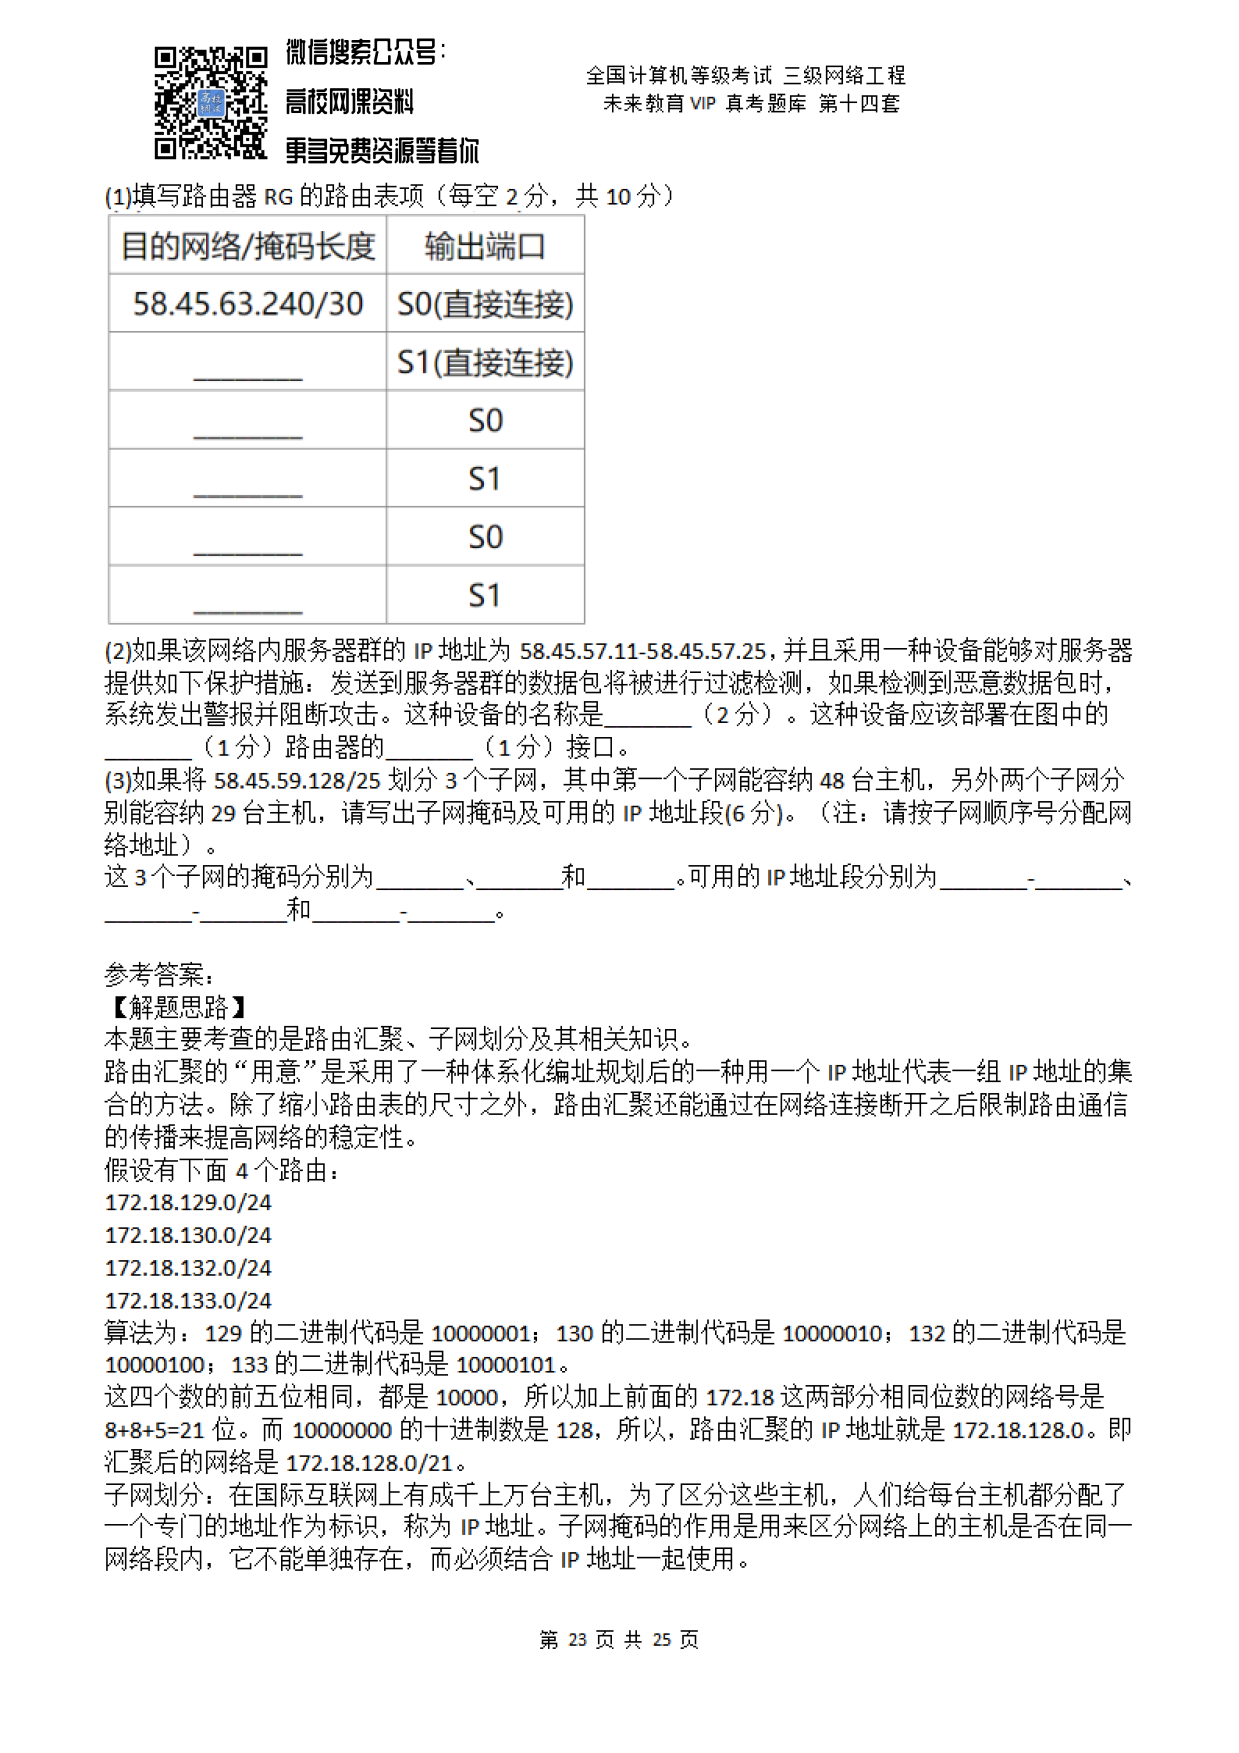 微信搜索公众号：
高校网课资料
更多免费资源等着你
全国计算机等级考试 三级网络工程
未来教育 VIP 真考题库 第十四套
(1)填写路由器 RG 的路由表项（每空 2 分，共 10 分）
目的网络/掩码长度 输出端口
58.45.63.240/30 S0(直接连接)
________ S1(直接连接)
________ S0
________ S1
________ S0
________ S1
(2)如果该网络内服务器群的 IP 地址为 58.45.57.11-58.45.57.25，并且采用一种设备能够对服务器
提供如下保护措施：发送到服务器群的数据包将被进行过滤检测，如果检测到恶意数据包时，
系统发出警报并阻断攻击。这种设备的名称是_______（2 分）。这种设备应该部署在图中的
_______（1 分）路由器的_______（1 分）接口。
(3)如果将 58.45.59.128/25 划分 3 个子网，其中第一个子网能容纳 48 台主机，另外两个子网分
别能容纳 29 台主机，请写出子网掩码及可用的 IP 地址段(6 分)。（注：请按子网顺序号分配网
络地址）。
这 3 个子网的掩码分别为_______、_______和_______。可用的 IP 地址段分别为_______-_______、
_______-_______和_______-_______。
参考答案：
【解题思路】
本题主要考查的是路由汇聚、子网划分及其相关知识。
路由汇聚的“用意”是采用了一种体系化编址规划后的一种用一个 IP 地址代表一组 IP 地址的集
合的方法。除了缩小路由表的尺寸之外，路由汇聚还能通过在网络连接断开之后限制路由通信
的传播来提高网络的稳定性。
假设有下面 4 个路由：
172.18.129.0/24
172.18.130.0/24
172.18.132.0/24
172.18.133.0/24
算法为：129 的二进制代码是 10000001；130 的二进制代码是 10000010；132 的二进制代码是
10000100；133 的二进制代码是 10000101。
这四个数的前五位相同，都是 10000，所以加上前面的 172.18 这两部分相同位数的网络号是
8+8+5=21 位。而 10000000 的十进制数是 128，所以，路由汇聚的 IP 地址就是 172.18.128.0。即
汇聚后的网络是 172.18.128.0/21。
子网划分：在国际互联网上有成千上万台主机，为了区分这些主机，人们给每台主机都分配了
一个专门的地址作为标识，称为 IP 地址。子网掩码的作用是用来区分网络上的主机是否在同一
网络段内，它不能单独存在，而必须结合 IP 地址一起使用。
第 23 页 共 25 页